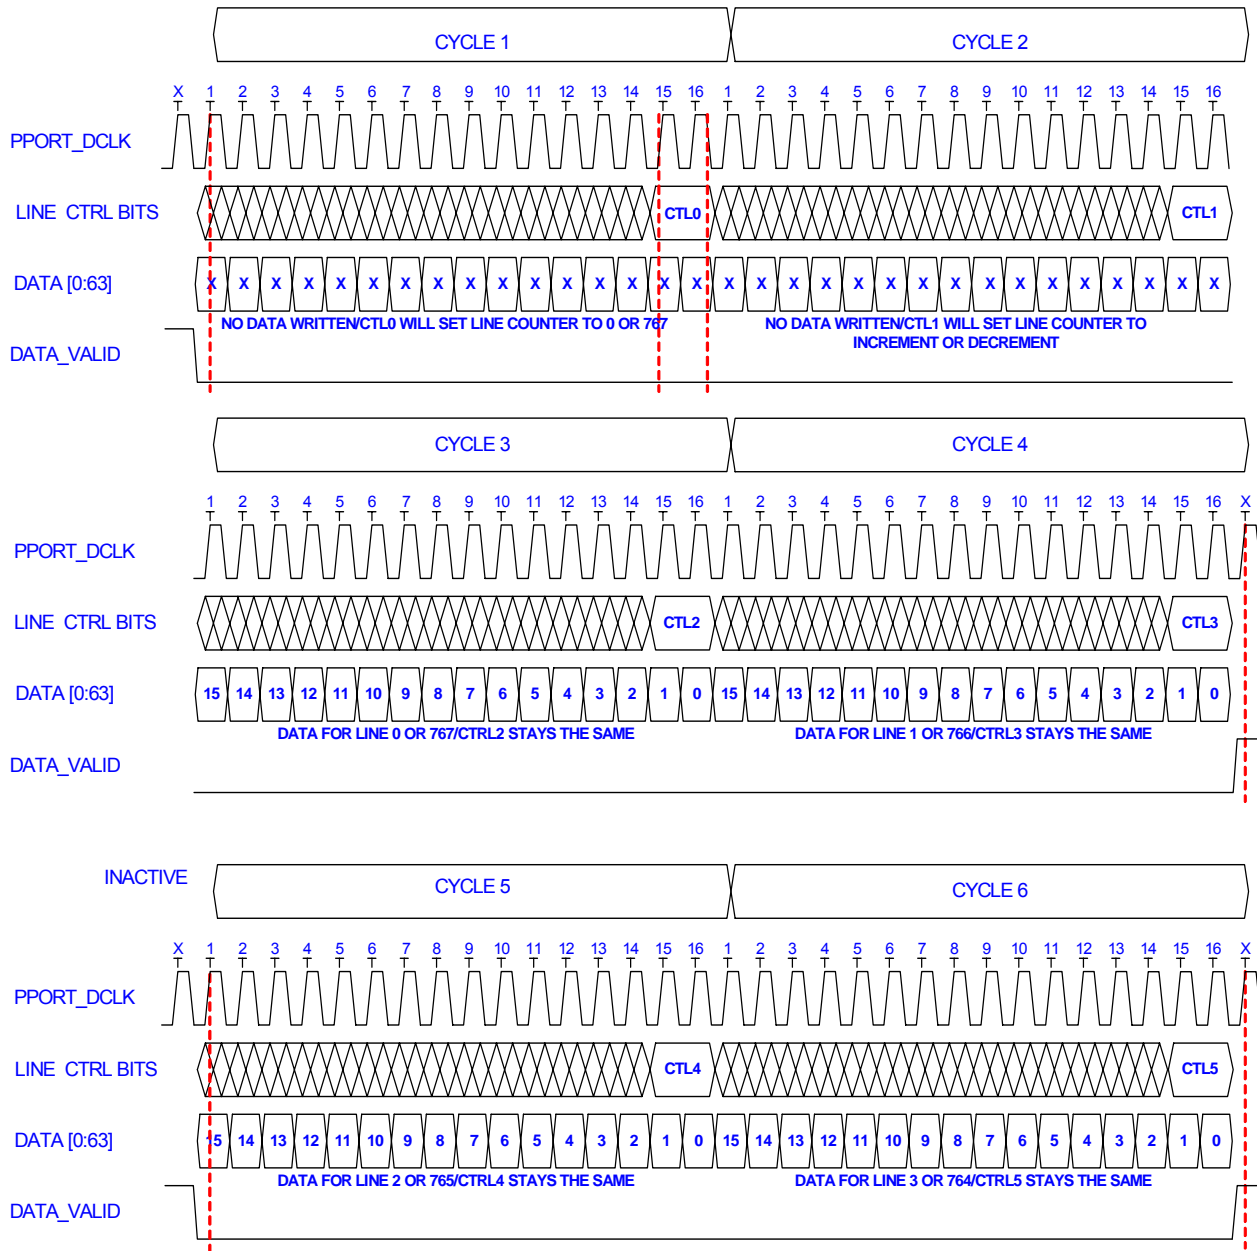 CYCLE 1 CYCLE 2
X 1 2 3 4 5 6 7 8 9 10 11 12 13 14 15 16 1 2 3 4 5 6 7 8 9 10 11 12 13 14 15 16
PPORT_DCLK
LINE CTRL BITS CTL0 CTL1
DATA [0:63] X X X X X X X X X X X X X X X X X X X X X X X X X X X X X X X X
NO DATA WRITTEN/CTL0 WILL SET LINE COUNTER TO 0 OR 767 NO DATA WRITTEN/CTL1 WILL SET LINE COUNTER TO
INCREMENT OR DECREMENT
DATA_VALID
CYCLE 3 CYCLE 4
1 2 3 4 5 6 7 8 9 10 11 12 13 14 15 16 1 2 3 4 5 6 7 8 9 10 11 12 13 14 15 16 X
PPORT_DCLK
LINE CTRL BITS CTL2 CTL3
DATA [0:63] 15 14 13 12 11 10 9 8 7 6 5 4 3 2 1 0 15 14 13 12 11 10 9 8 7 6 5 4 3 2 1 0
DATA FOR LINE 0 OR 767/CTRL2 STAYS THE SAME DATA FOR LINE 1 OR 766/CTRL3 STAYS THE SAME
DATA_VALID
INACTIVE CYCLE 5 CYCLE 6
X 1 2 3 4 5 6 7 8 9 10 11 12 13 14 15 16 1 2 3 4 5 6 7 8 9 10 11 12 13 14 15 16 X
PPORT_DCLK
LINE CTRL BITS CTL4 CTL5
DATA [0:63] 15 14 13 12 11 10 9 8 7 6 5 4 3 2 1 0 15 14 13 12 11 10 9 8 7 6 5 4 3 2 1 0
DATA FOR LINE 2 OR 765/CTRL4 STAYS THE SAME DATA FOR LINE 3 OR 764/CTRL5 STAYS THE SAME
DATA_VALID